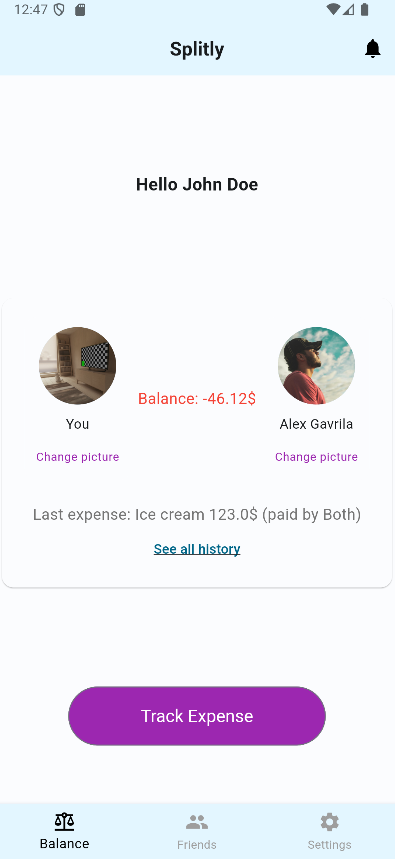 12:47
Splitly
Hello John Doe
Balance: -46.12$
You
Alex Gavrila
Change picture
Change picture
Last expense: Ice cream 123.0$ (paid by Both)
See all history
Track Expense
Balance
Friends
Settings